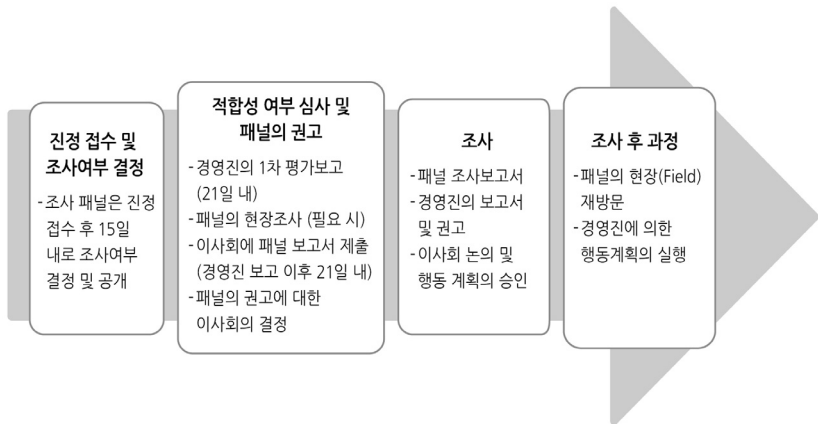 진정 접수 및
조사여부 결정
- 조사 패널은 진정
접수 후 15일
내로 조사여부
결정 및 공개
적합성 여부 심사 및
패널의 권고
- 경영진의 1차 평가보고
(21일 내)
- 패널의 현장조사 (필요 시)
- 이사회에 패널 보고서 제출
(경영진 보고 이후 21일 내)
- 패널의 권고에 대한
이사회의 결정
조사
- 패널 조사보고서
- 경영진의 보고서
및 권고
- 이사회 논의 및
행동 계획의 승인
조사 후 과정
- 패널의 현장(Field)
재방문
- 경영진에 의한
행동계획의 실행